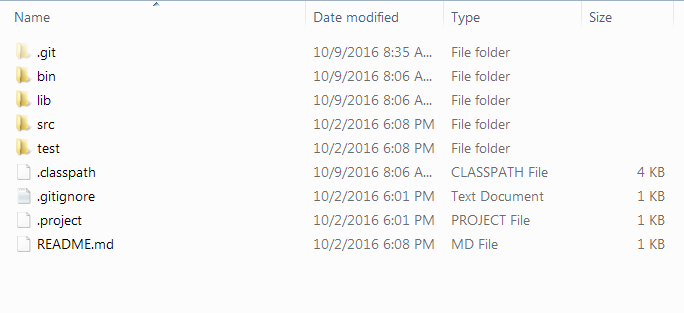 Name Date modified Type Size
.git 10/9/2016 8:35 A... File folder
bin 10/9/2016 8:06 A... File folder
lib 10/9/2016 8:06 A... File folder
src 10/2/2016 6:08 PM File folder
test 10/2/2016 6:08 PM File folder
.classpath 10/9/2016 8:06 A... CLASSPATH File 4 KB
.gitignore 10/2/2016 6:01 PM Text Document 1 KB
.project 10/2/2016 6:01 PM PROJECT File 1 KB
README.md 10/2/2016 6:08 PM MD File 1 KB